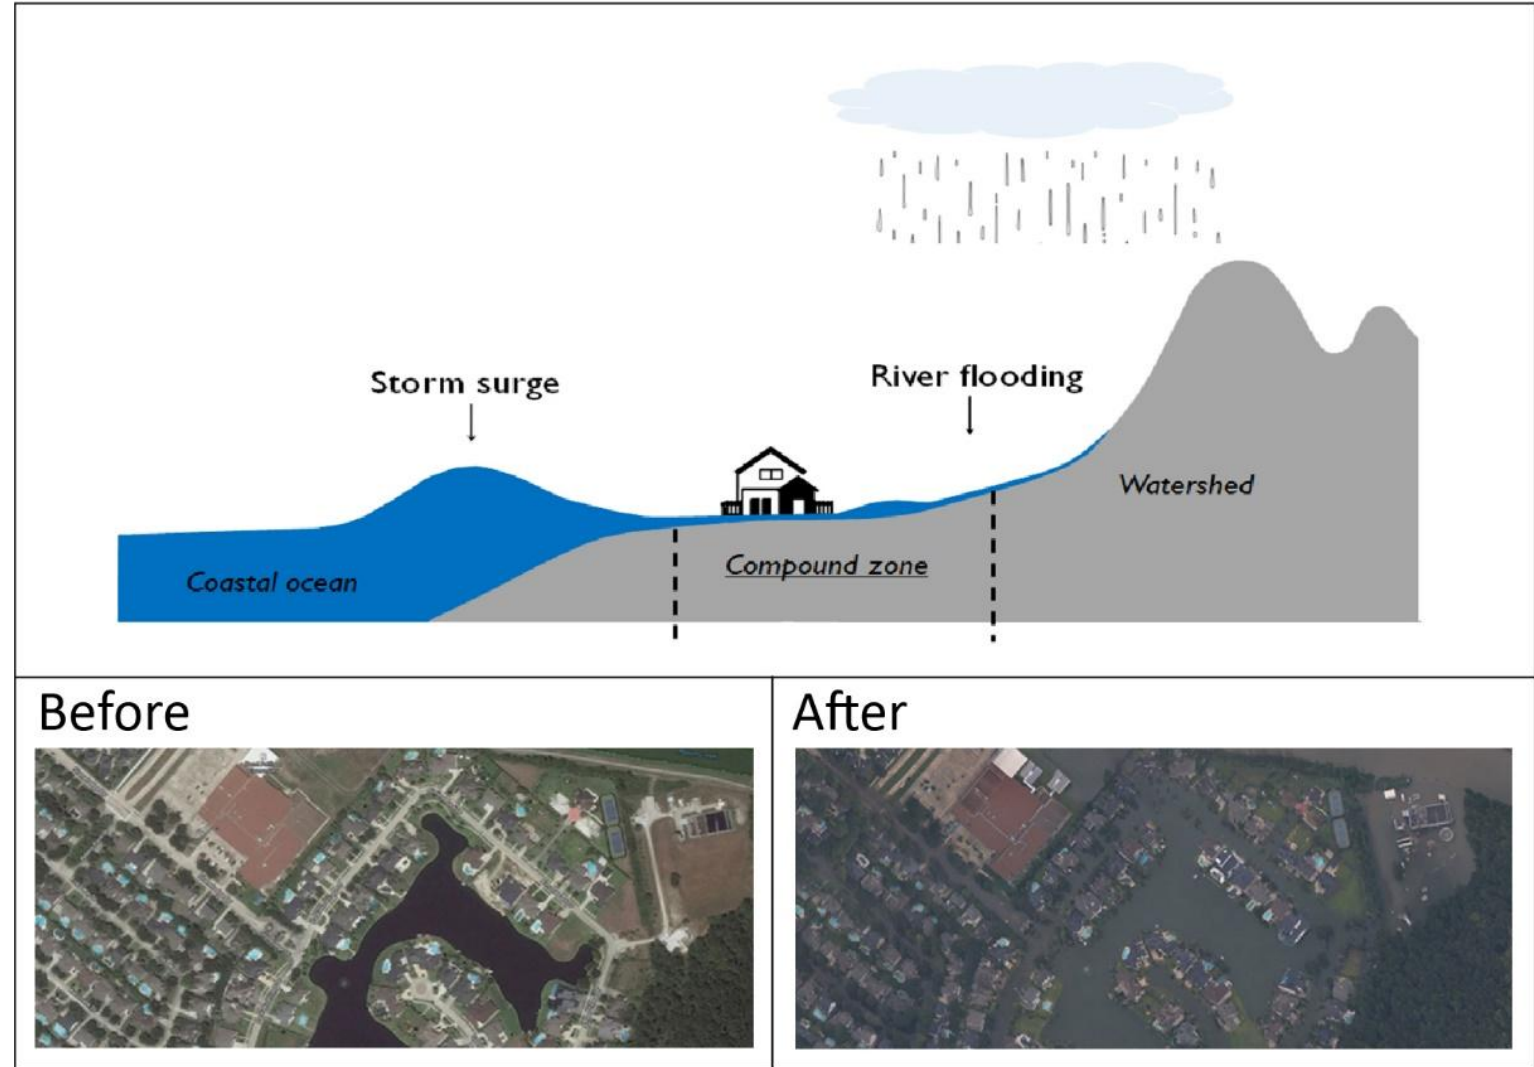 Storm surge
River flooding
Watershed
Coastal ocean
Compound zone
Before
After